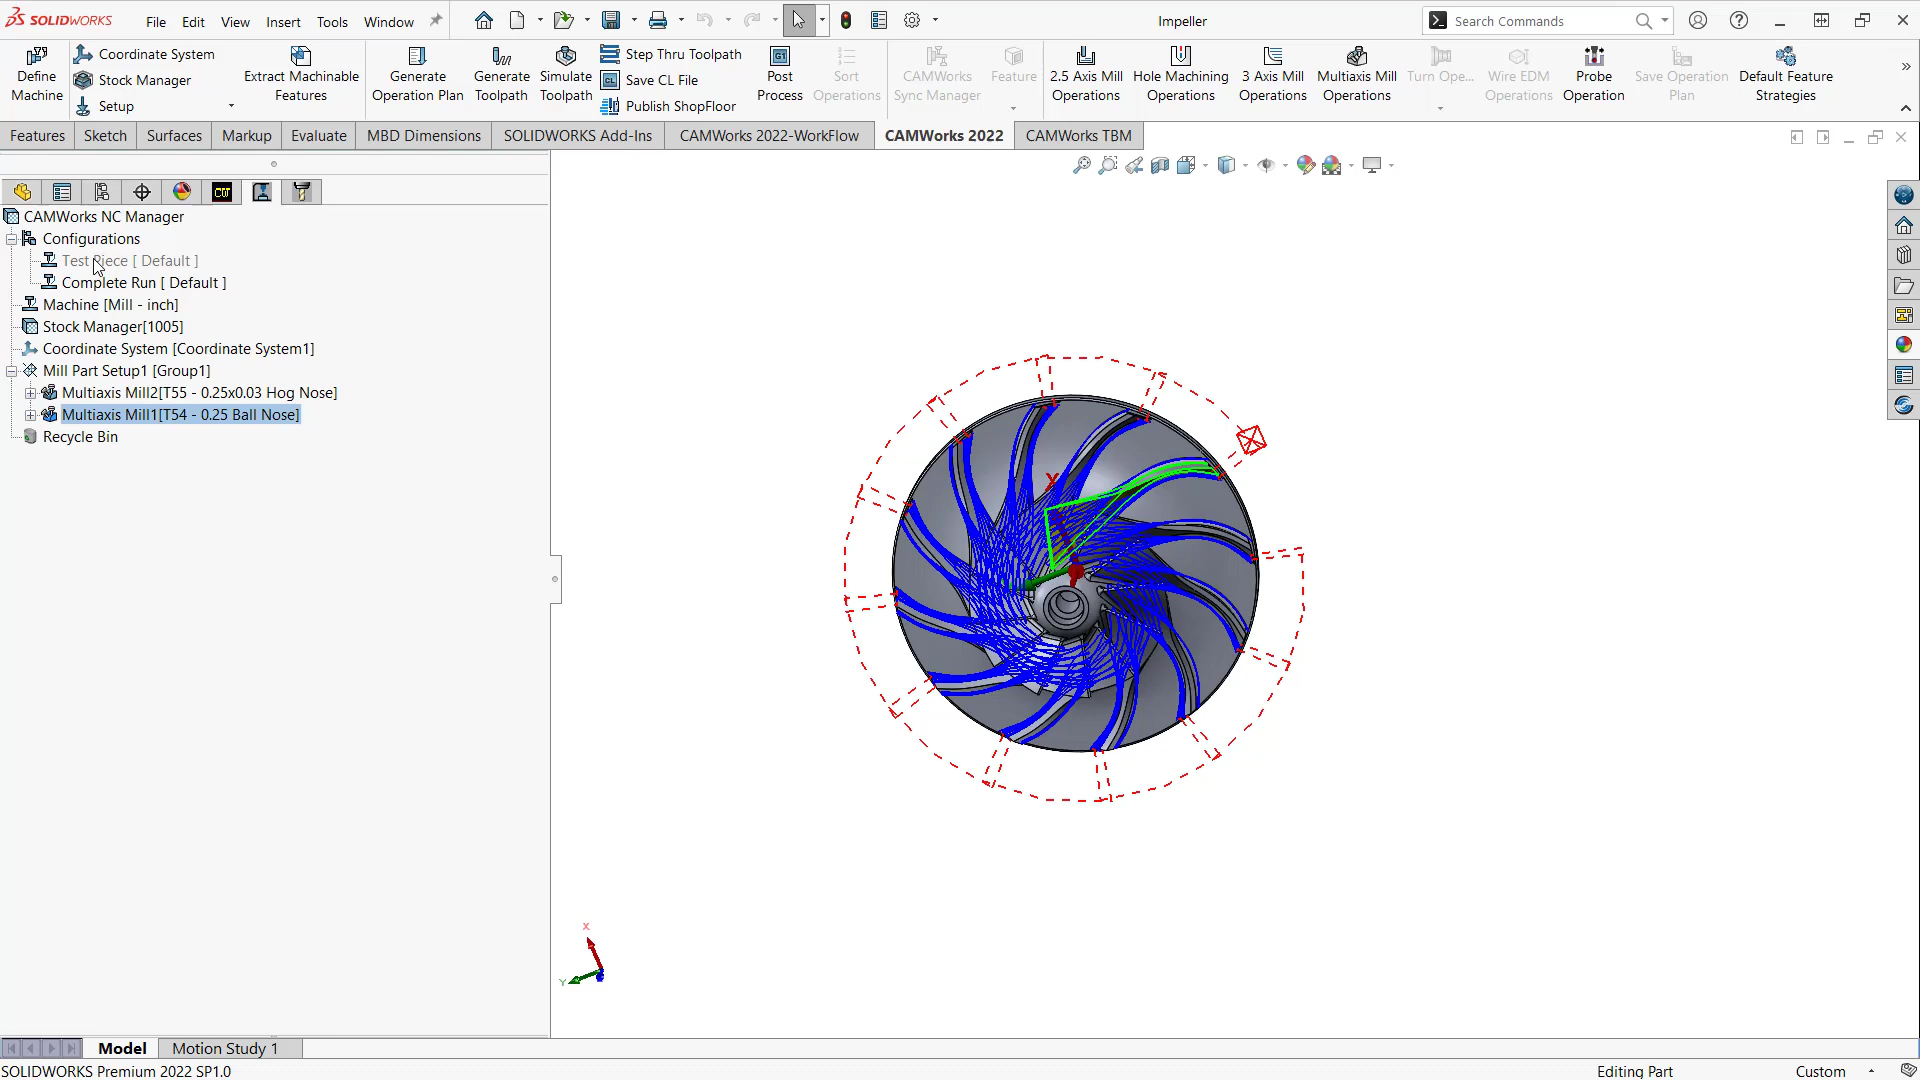 SOLIDWORKS
File Edit View Insert Tools Window
Impeller
Search Commands
Define Machine
Coordinate System
Stock Manager
Setup
Extract Machinable Features
Generate Operation Plan
Generate Toolpath
Simulate Toolpath
Step Thru Toolpath
Save CL File
Publish ShopFloor
G1
CL
Post Process
Sort Operations
CAMWorks Sync Manager
Feature
2.5 Axis Mill Operations
Hole Machining Operations
3 Axis Mill Operations
Multiaxis Mill Operations
Turn Ope...
Wire EDM Operations
Probe Operation
Save Operation Plan
Default Feature Strategies
Features Sketch Surfaces Markup Evaluate MBD Dimensions SOLIDWORKS Add-Ins CAMWorks 2022-WorkFlow CAMWorks 2022 CAMWorks TBM
CW
CAMWorks NC Manager
Configurations
Test Piece [ Default ]
Complete Run [ Default ]
Machine [Mill - inch]
Stock Manager[1005]
Coordinate System [Coordinate System1]
Mill Part Setup1 [Group1]
Multiaxis Mill2[T55 - 0.25x0.03 Hog Nose]
Multiaxis Mill1[T54 - 0.25 Ball Nose]
Recycle Bin
X
X
Y
Model Motion Study 1
SOLIDWORKS Premium 2022 SP1.0
Editing Part
Custom